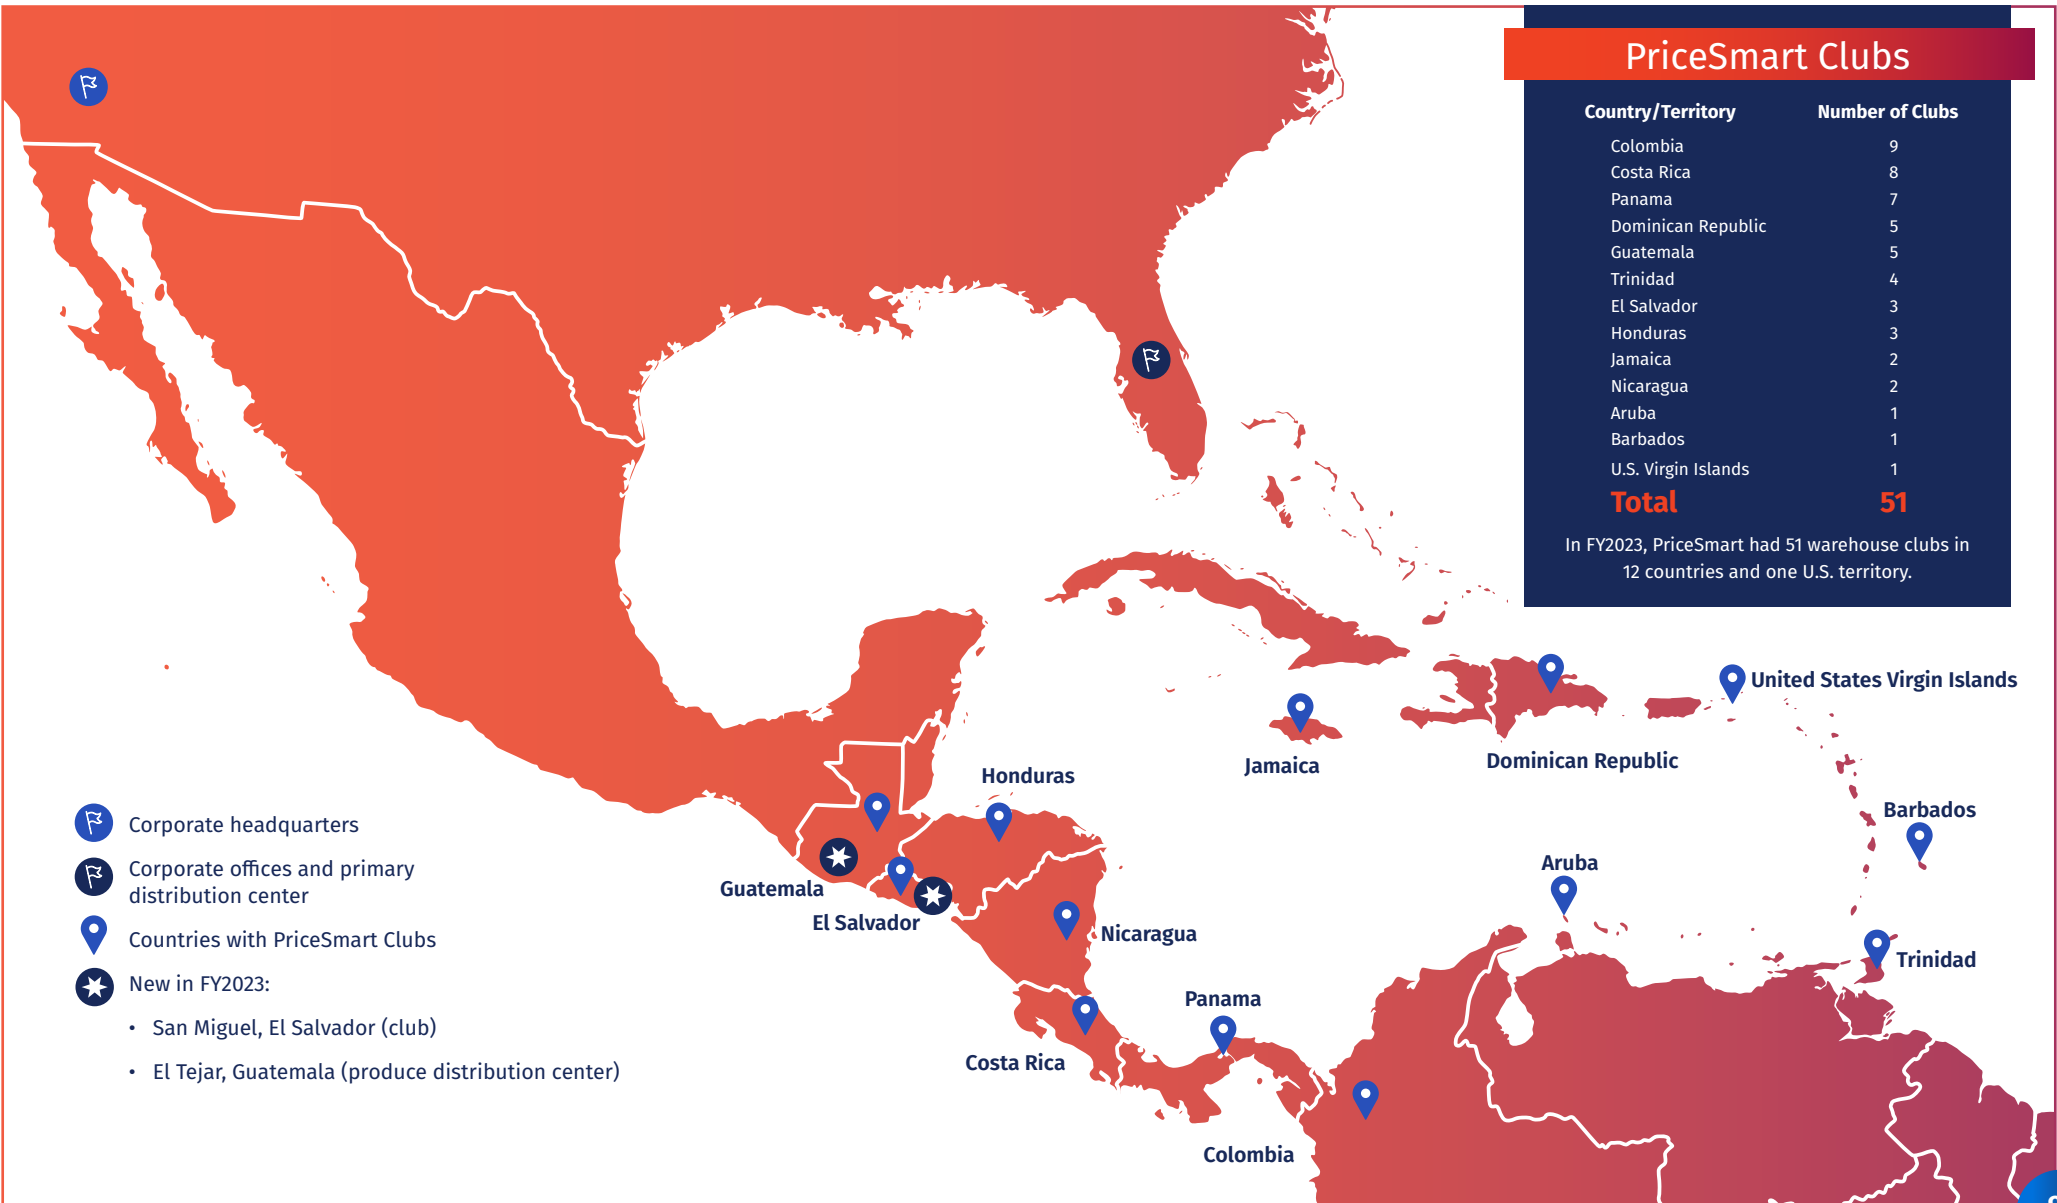 PriceSmart Clubs
Country/Territory Number of Clubs
Colombia 9
Costa Rica 8
Panama 7
Dominican Republic 5
Guatemala 5
Trinidad 4
El Salvador 3
Honduras 3
Jamaica 2
Nicaragua 2
Aruba 1
Barbados 1
U.S. Virgin Islands 1
Total 51
In FY2023, PriceSmart had 51 warehouse clubs in
12 countries and one U.S. territory.
United States Virgin Islands
Jamaica
Dominican Republic
Honduras
Barbados
Aruba
Guatemala
El Salvador
Nicaragua
Trinidad
Panama
Costa Rica
Colombia
Corporate headquarters
Corporate offices and primary
distribution center
Countries with PriceSmart Clubs
New in FY2023:
• San Miguel, El Salvador (club)
• El Tejar, Guatemala (produce distribution center)